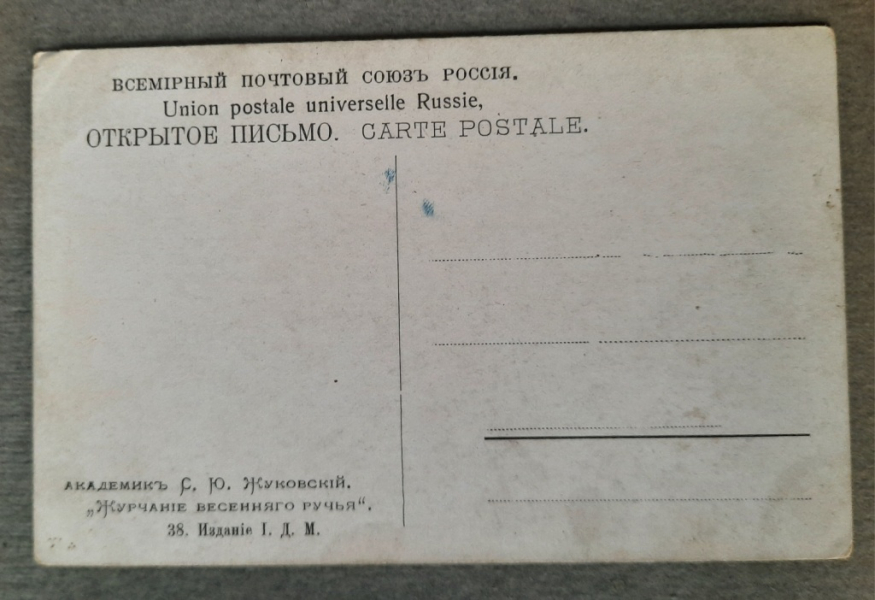 ВСЕМІРНЫЙ ПОЧТОВЫЙ СОЮЗЪ РОССІЯ.
Union postale universelle Russie,
ОТКРЫТОЕ ПИСЬМО. CARTE POSTALE.
АКАДЕМИКЪ С. Ю. ЖУКОВСКІЙ.
„ЖУРЧАНІЕ ВЕСЕННЯГО РУЧЬЯ“.
38. Изданіе І. Д. М.